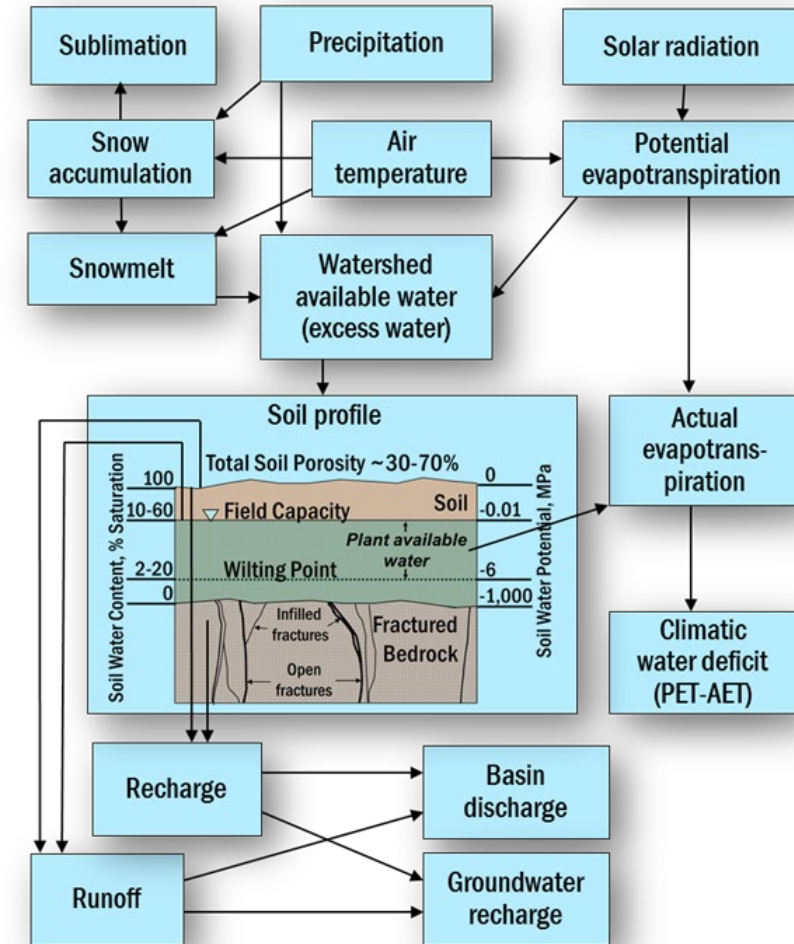 Sublimation
Precipitation
Solar radiation
Snow
accumulation
Air
temperature
Potential
evapotranspiration
Snowmelt
Watershed
available water
(excess water)
Soil profile
Total Soil Porosity ~30-70%
Soil Water Content, % Saturation
100
10-60
2-20
0
Field Capacity
Soil
Plant available
water
Wilting Point
Infilled
fractures
Fractured
Bedrock
Open
fractures
0
-0.01
-6
-1,000
Soil Water Potential, MPa
Actual
evapotrans-
piration
Climatic
water deficit
(PET-AET)
Recharge
Basin
discharge
Runoff
Groundwater
recharge